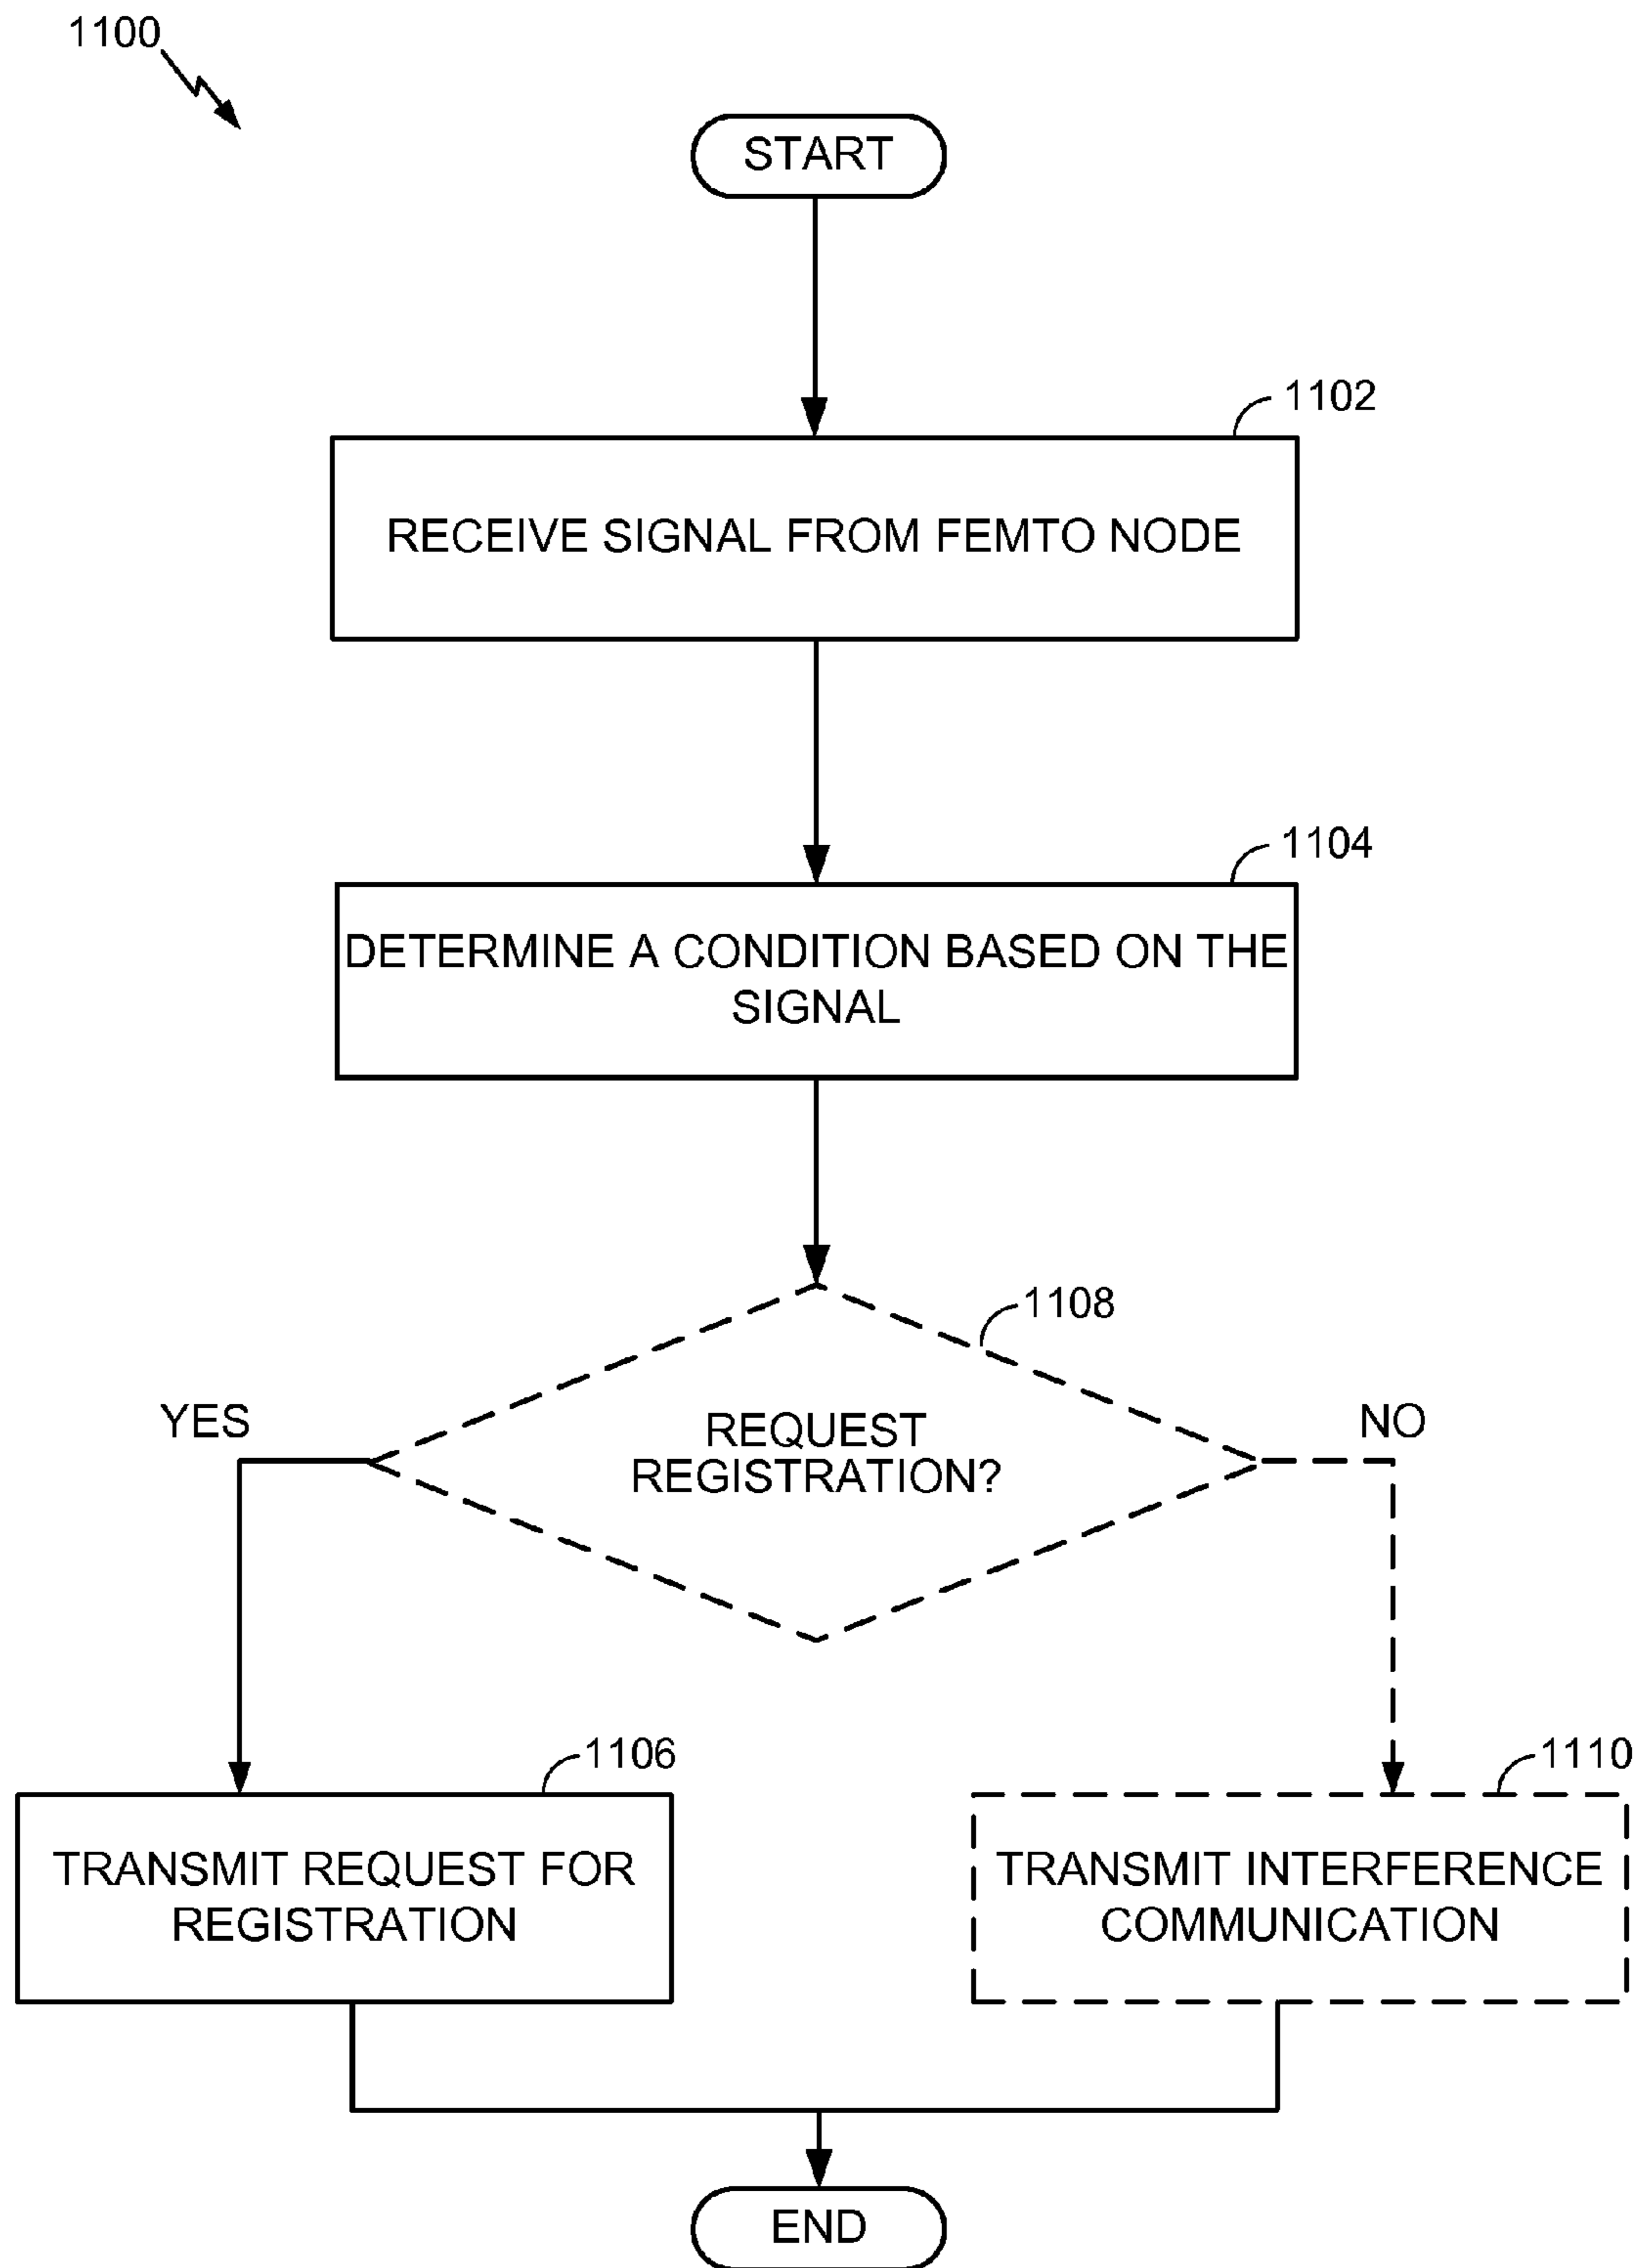 1100
START
1102
RECEIVE SIGNAL FROM FEMTO NODE
1104
DETERMINE A CONDITION BASED ON THE
SIGNAL
1108
YES
REQUEST
REGISTRATION?
NO
1106
TRANSMIT REQUEST FOR
REGISTRATION
1110
TRANSMIT INTERFERENCE
COMMUNICATION
END